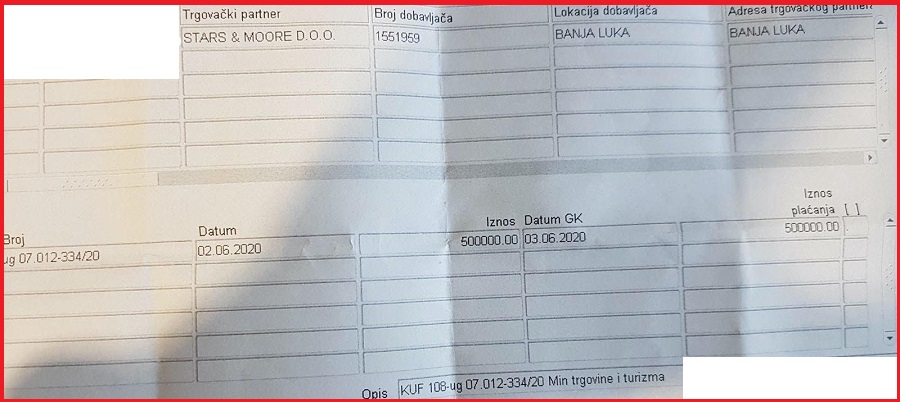 Trgovački partner Broj dobavljača Lokacija dobavljača Adresa trgovačkog partnera
STARS & MOORE D.O.O. 1551959 BANJA LUKA BANJA LUKA
Iznos
plaćanja [ ]
Broj Datum Iznos Datum GK
ug 07.012-334/20 02.06.2020 500000.00 03.06.2020 500000.00 .
Opis KUF 108-ug 07.012-334/20 Min trgovine i turizma